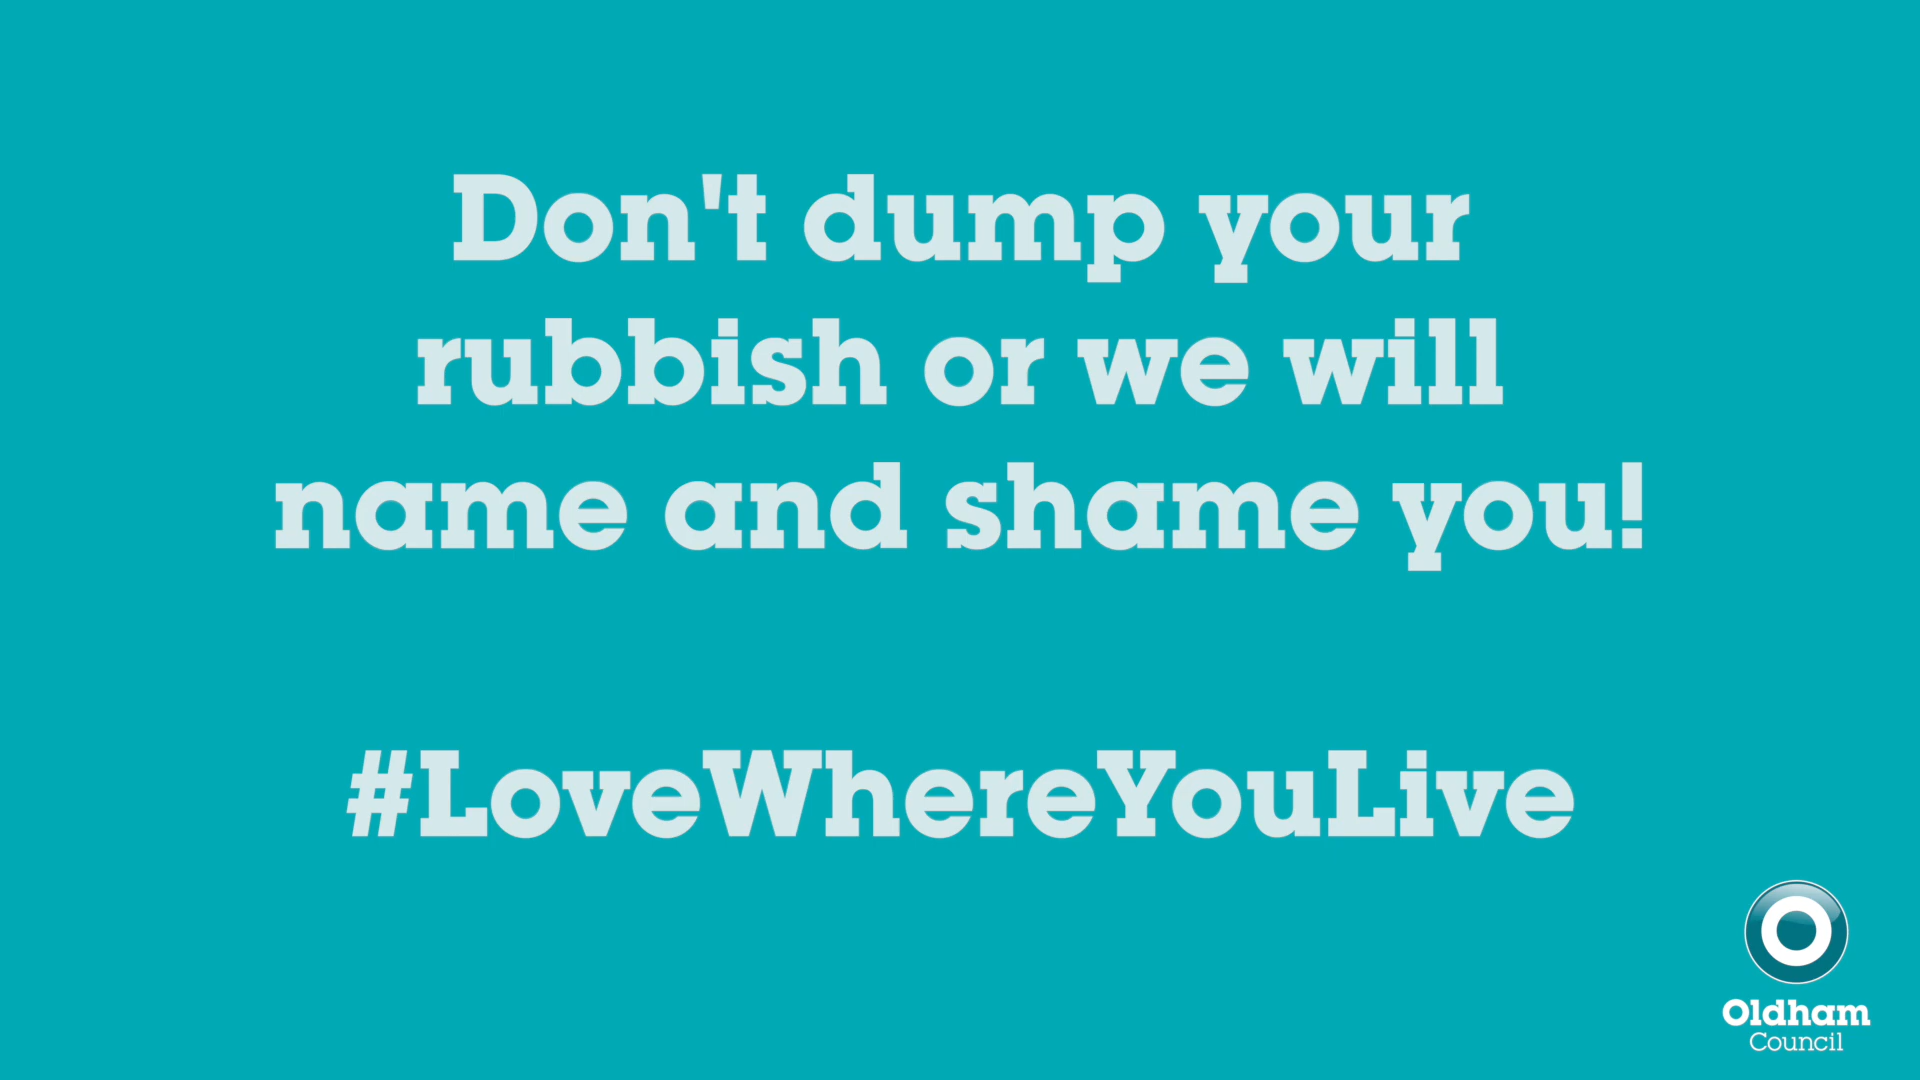 Don't dump your
rubbish or we will
name and shame you!
#LoveWhereYouLive
Oldham
Council